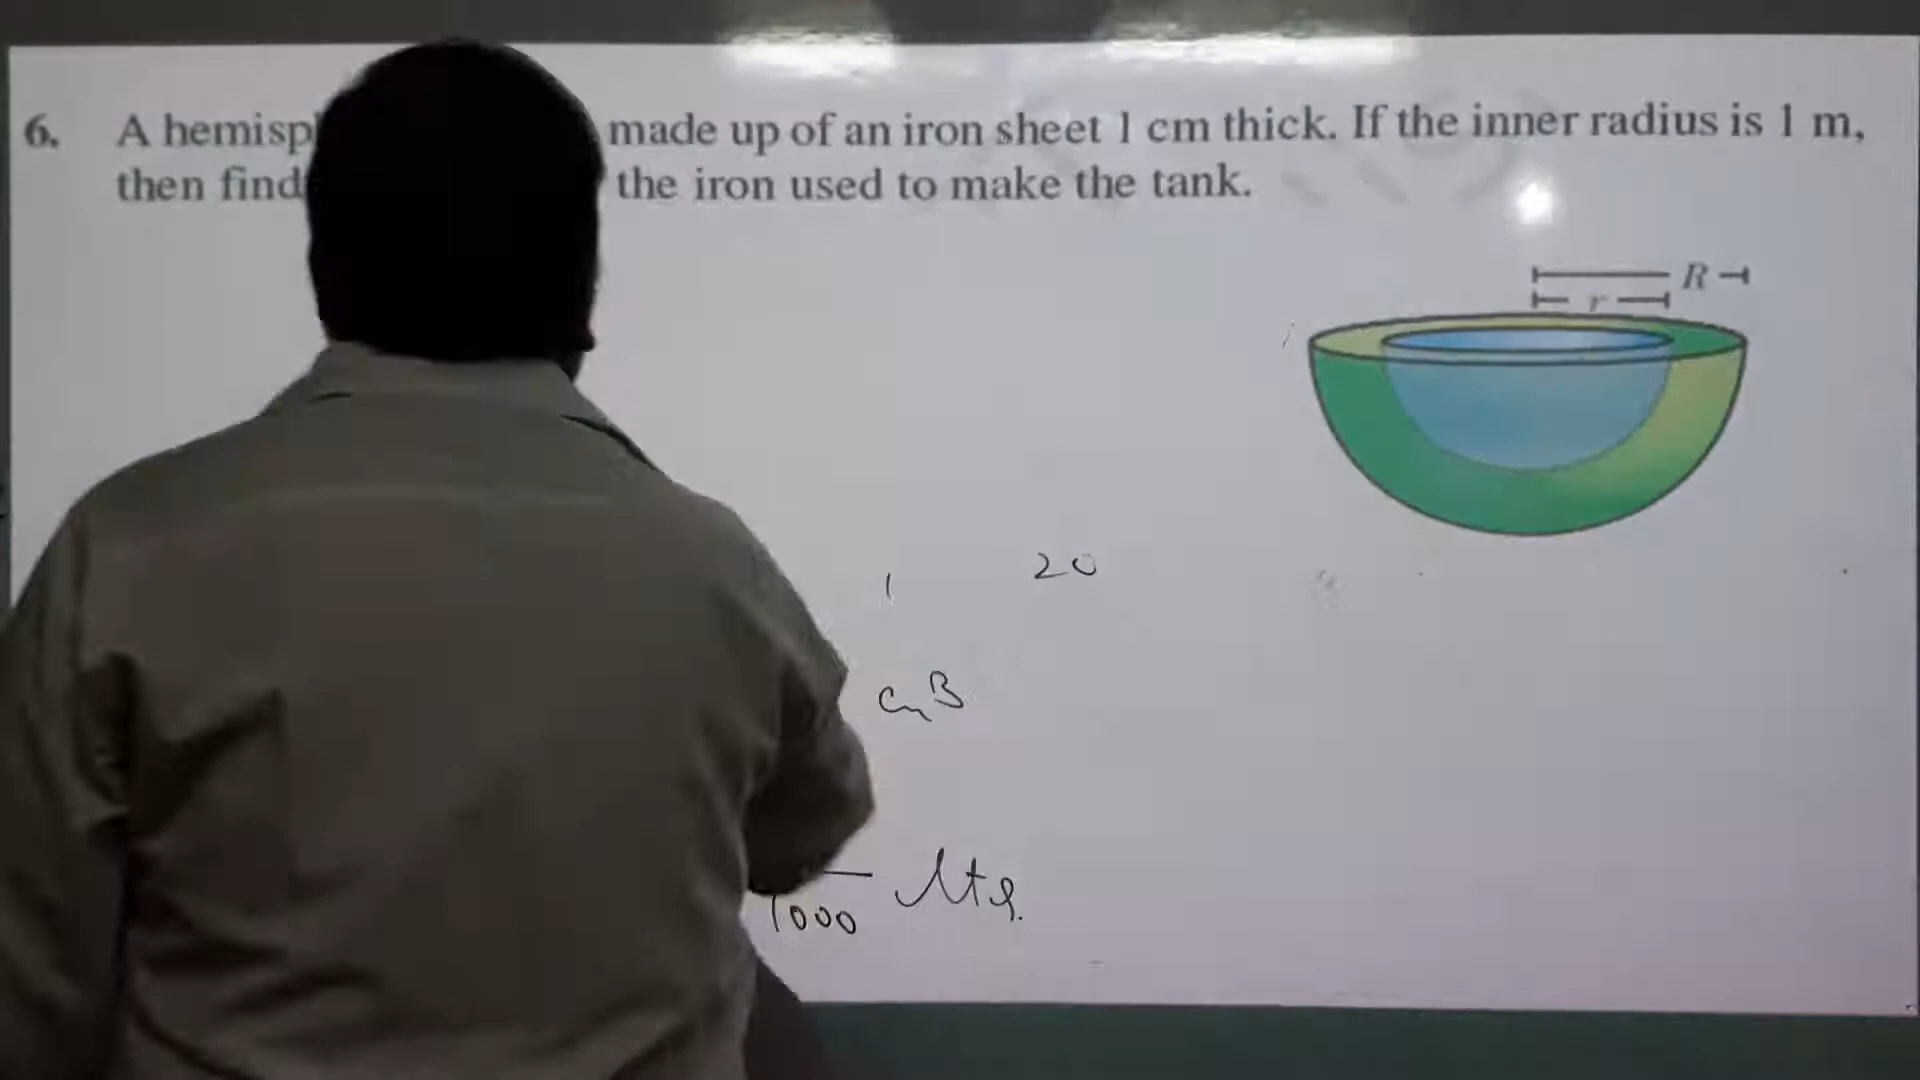 6. A hemisp made up of an iron sheet 1 cm thick. If the inner radius is 1 m,
then find the iron used to make the tank.
R
r
1 20
cm3
1000 ltr.